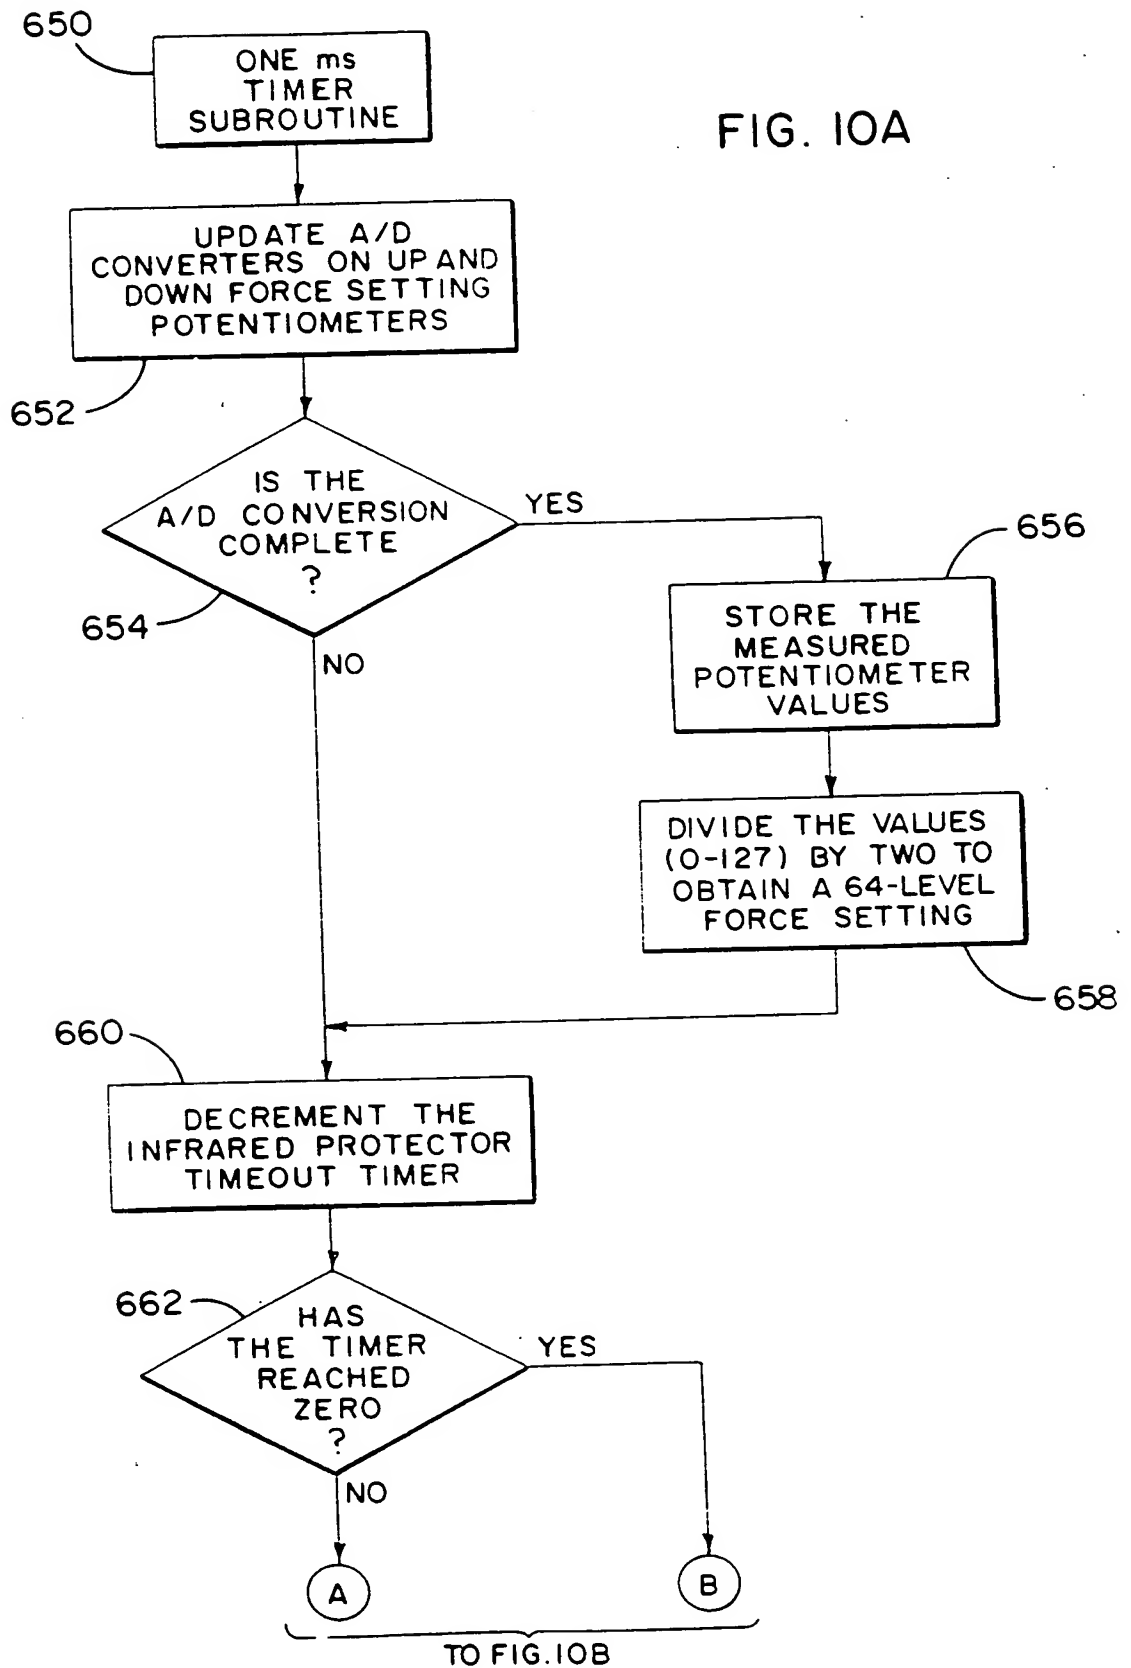 650
ONE ms
TIMER
SUBROUTINE
FIG. 10A
UPDATE A/D
CONVERTERS ON UP AND
DOWN FORCE SETTING
POTENTIOMETERS
652
IS THE
A/D CONVERSION
COMPLETE
?
YES
654
NO
656
STORE THE
MEASURED
POTENTIOMETER
VALUES
DIVIDE THE VALUES
(0-127) BY TWO TO
OBTAIN A 64-LEVEL
FORCE SETTING
658
660
DECREMENT THE
INFRARED PROTECTOR
TIMEOUT TIMER
662
HAS
THE TIMER
REACHED
ZERO
?
YES
NO
A
B
TO FIG. 10B